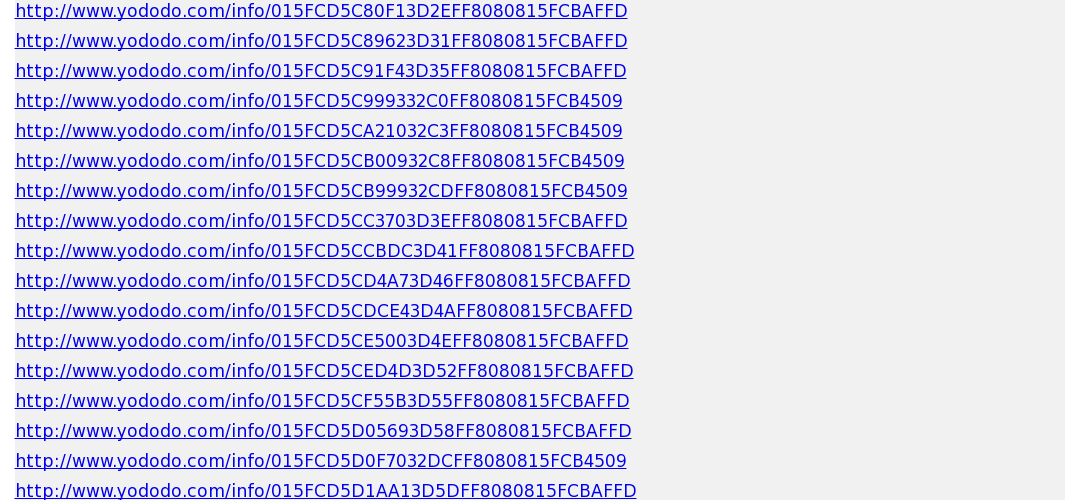 http://www.yododo.com/info/015FCD5C80F13D2EFF8080815FCBAFFD
http://www.yododo.com/info/015FCD5C89623D31FF8080815FCBAFFD
http://www.yododo.com/info/015FCD5C91F43D35FF8080815FCBAFFD
http://www.yododo.com/info/015FCD5C999332C0FF8080815FCB4509
http://www.yododo.com/info/015FCD5CA21032C3FF8080815FCB4509
http://www.yododo.com/info/015FCD5CB00932C8FF8080815FCB4509
http://www.yododo.com/info/015FCD5CB99932CDFF8080815FCB4509
http://www.yododo.com/info/015FCD5CC3703D3EFF8080815FCBAFFD
http://www.yododo.com/info/015FCD5CCBDC3D41FF8080815FCBAFFD
http://www.yododo.com/info/015FCD5CD4A73D46FF8080815FCBAFFD
http://www.yododo.com/info/015FCD5CDCE43D4AFF8080815FCBAFFD
http://www.yododo.com/info/015FCD5CE5003D4EFF8080815FCBAFFD
http://www.yododo.com/info/015FCD5CED4D3D52FF8080815FCBAFFD
http://www.yododo.com/info/015FCD5CF55B3D55FF8080815FCBAFFD
http://www.yododo.com/info/015FCD5D05693D58FF8080815FCBAFFD
http://www.yododo.com/info/015FCD5D0F7032DCFF8080815FCB4509
http://www.yododo.com/info/015FCD5D1AA13D5DFF8080815FCBAFFD